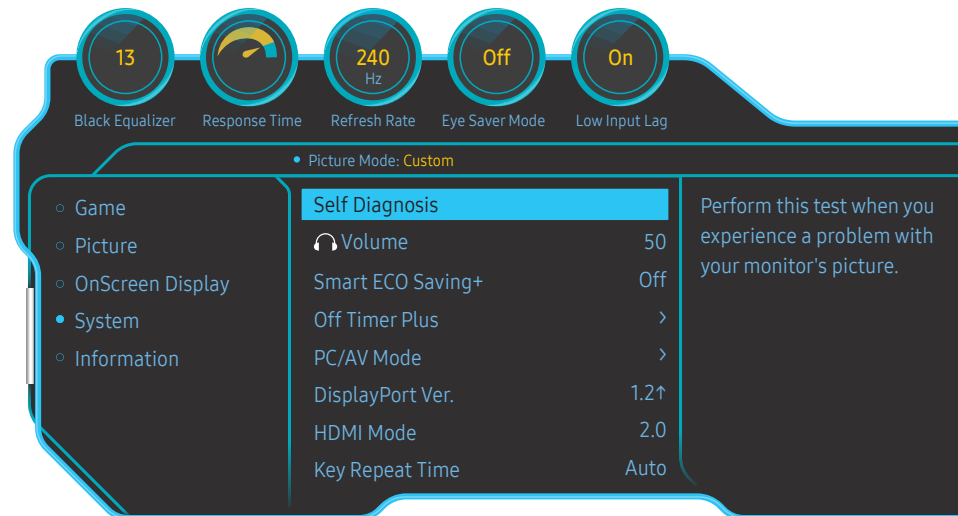 13
240
Hz
Off
On
Black Equalizer
Response Time
Refresh Rate
Eye Saver Mode
Low Input Lag
Picture Mode: Custom
Game
Picture
OnScreen Display
System
Information
Self Diagnosis
Volume 50
Smart ECO Saving+ Off
Off Timer Plus >
PC/AV Mode >
DisplayPort Ver. 1.2↑
HDMI Mode 2.0
Key Repeat Time Auto
Perform this test when you
experience a problem with
your monitor's picture.